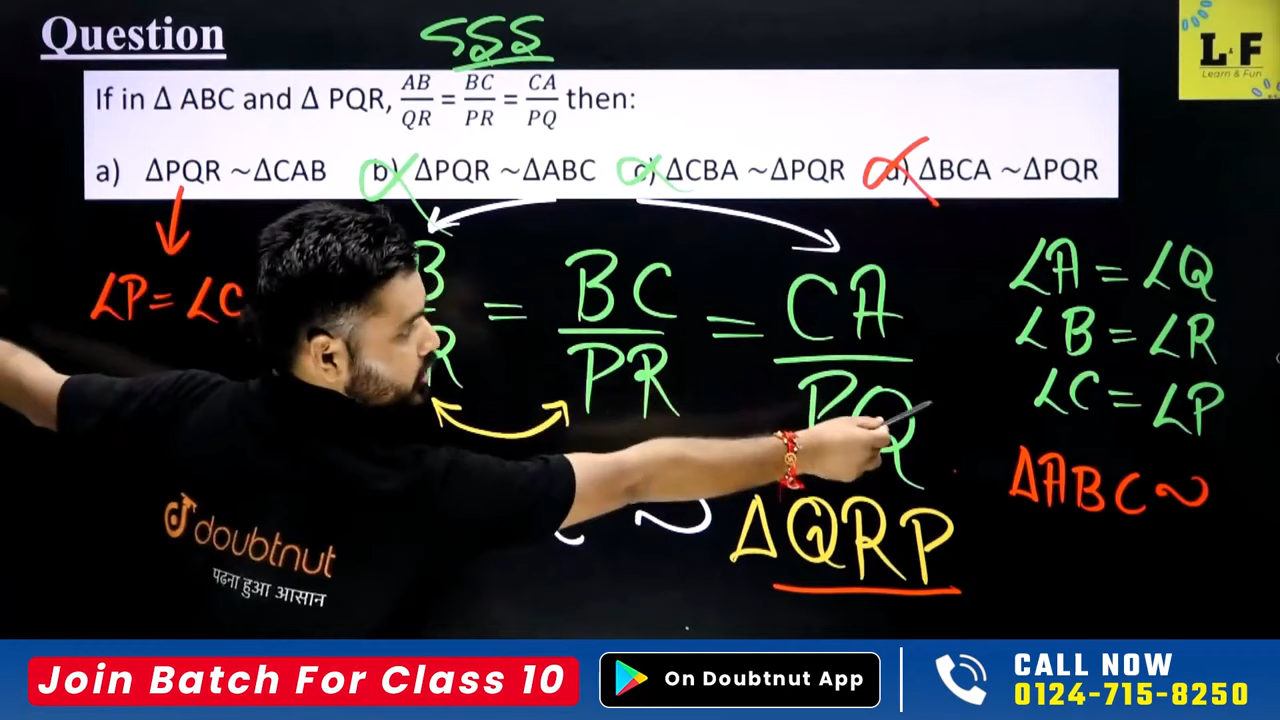 Question
SSS
L&F
Learn & Fun
If in Δ ABC and Δ PQR, AB/QR = BC/PR = CA/PQ then:
a) ΔPQR ~ΔCAB b) ΔPQR ~ΔABC c) ΔCBA ~ΔPQR d) ΔBCA ~ΔPQR
∠P = ∠C
B/R = BC/PR = CA/PQ
∠A = ∠Q
∠B = ∠R
∠C = ∠P
ΔABC ~
~ ΔQRP
doubtnut
पढ़ना हुआ आसान
Join Batch For Class 10
On Doubtnut App
CALL NOW
0124-715-8250